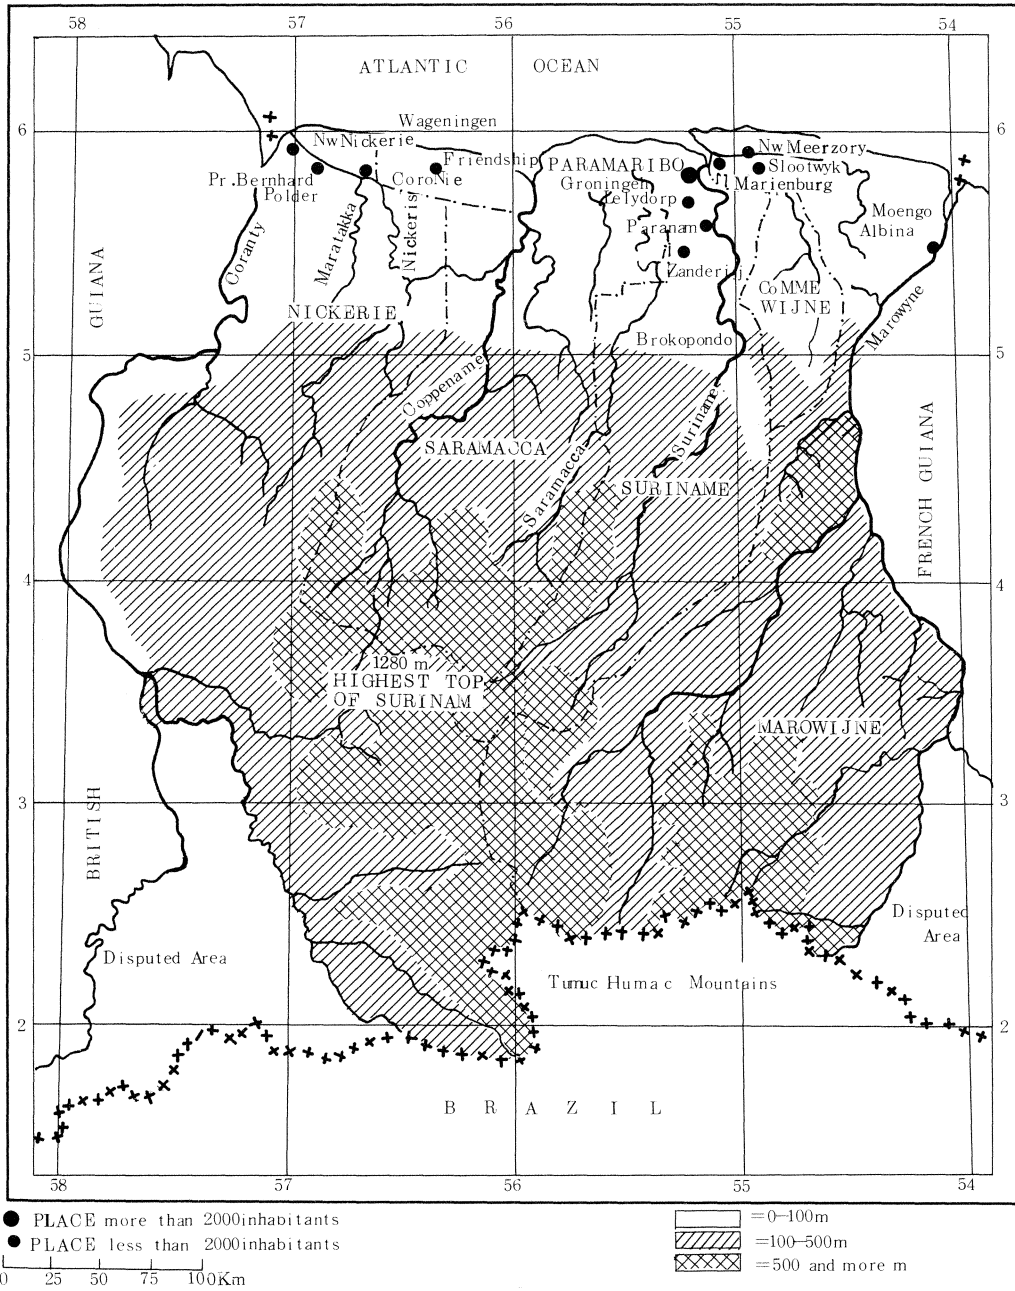 58 57 56 55 54
ATLANTIC OCEAN
6 6
Wageningen
NwNickerie
Friendship
PARAMARIBO
NwMeerzory
Slootwyk
Pr.Bernhard
Polder
CoroNie
Groningen
Marienburg
Lelydorp
Moengo
Albina
Paranam
Zanderij
Coranty
Maratakka
Nickeris
GUIANA
NICKERIE
CoMME
WIJNE
Marowyne
Brokopondo
5 5
Coppename
Suriname
SARAMACCA
Saramacca
SURINAME
FRENCH GUIANA
4 4
1280 m
HIGHEST TOP
OF SURINAM
MAROWIJNE
3 3
BRITISH
Disputed
Area
Disputed Area
Tumuc Humac Mountains
2 2
B R A Z I L
58 57 56 55 54
PLACE more than 2000inhabitants
PLACE less than 2000inhabitants
0 25 50 75 100Km
=0-100m
=100-500m
=500 and more m